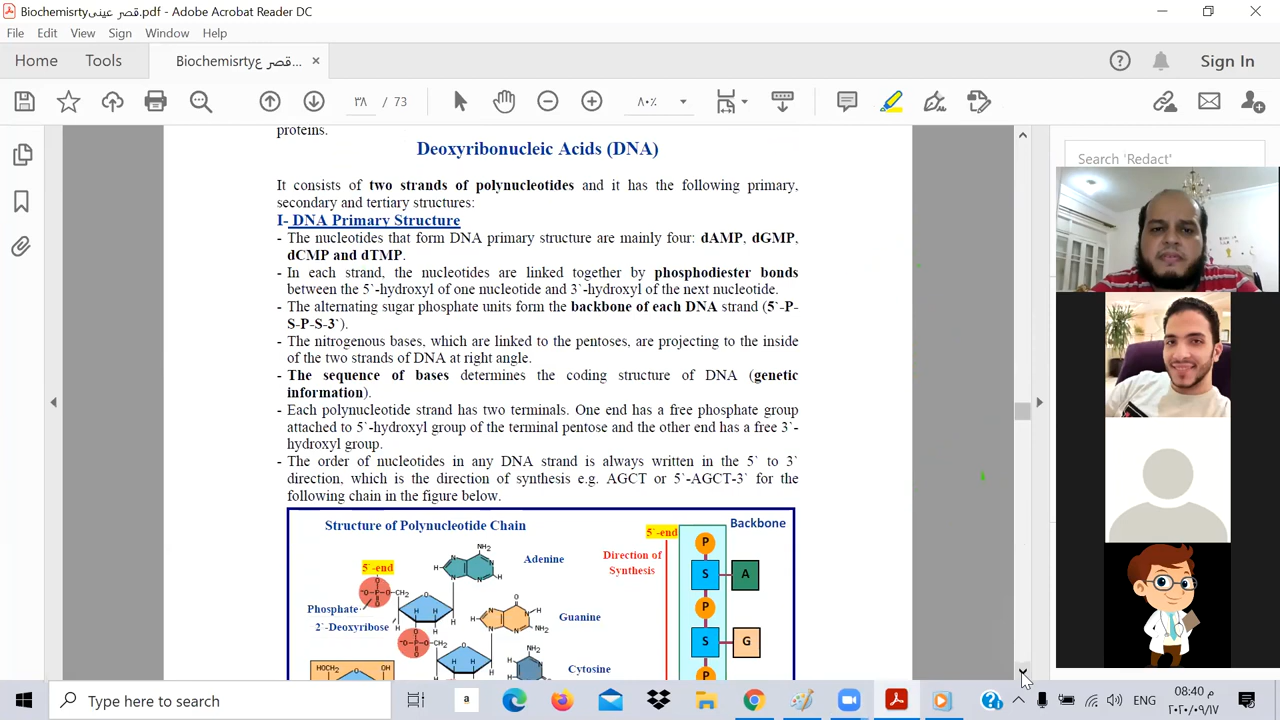 Biochemisrtyقصر عينى.pdf - Adobe Acrobat Reader DC
File Edit View Sign Window Help
Home Tools Biochemisrtyقصر ع...
٣٨ / 73 ٨٠٪
Sign In
Search 'Redact'
proteins.
Deoxyribonucleic Acids (DNA)
It consists of two strands of polynucleotides and it has the following primary,
secondary and tertiary structures:
I- DNA Primary Structure
- The nucleotides that form DNA primary structure are mainly four: dAMP, dGMP,
dCMP and dTMP.
- In each strand, the nucleotides are linked together by phosphodiester bonds
between the 5`-hydroxyl of one nucleotide and 3`-hydroxyl of the next nucleotide.
- The alternating sugar phosphate units form the backbone of each DNA strand (5`-P-
S-P-S-3`).
- The nitrogenous bases, which are linked to the pentoses, are projecting to the inside
of the two strands of DNA at right angle.
- The sequence of bases determines the coding structure of DNA (genetic
information).
- Each polynucleotide strand has two terminals. One end has a free phosphate group
attached to 5`-hydroxyl group of the terminal pentose and the other end has a free 3`-
hydroxyl group.
- The order of nucleotides in any DNA strand is always written in the 5` to 3`
direction, which is the direction of synthesis e.g. AGCT or 5`-AGCT-3` for the
following chain in the figure below.
Structure of Polynucleotide Chain
5`-end
Backbone
P
NH2
Adenine
Direction of
Synthesis
5`-end
S
A
Phosphate
2`-Deoxyribose
Guanine
P
S
G
Cytosine
HOCH2 OH
P
Type here to search
ENG
08:40 م
٢٠٢٠/٠٩/١٧